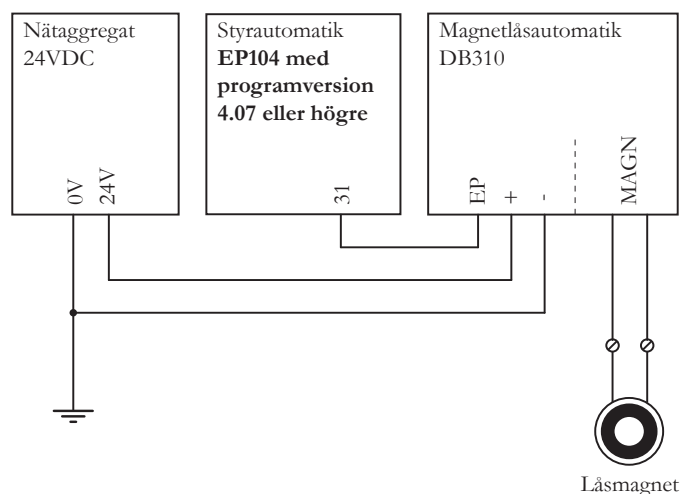 Nätaggregat
24VDC
0V
24V
Styrautomatik
EP104 med
programversion
4.07 eller högre
31
Magnetlåsautomatik
DB310
EP
+
-
MAGN
Låsmagnet